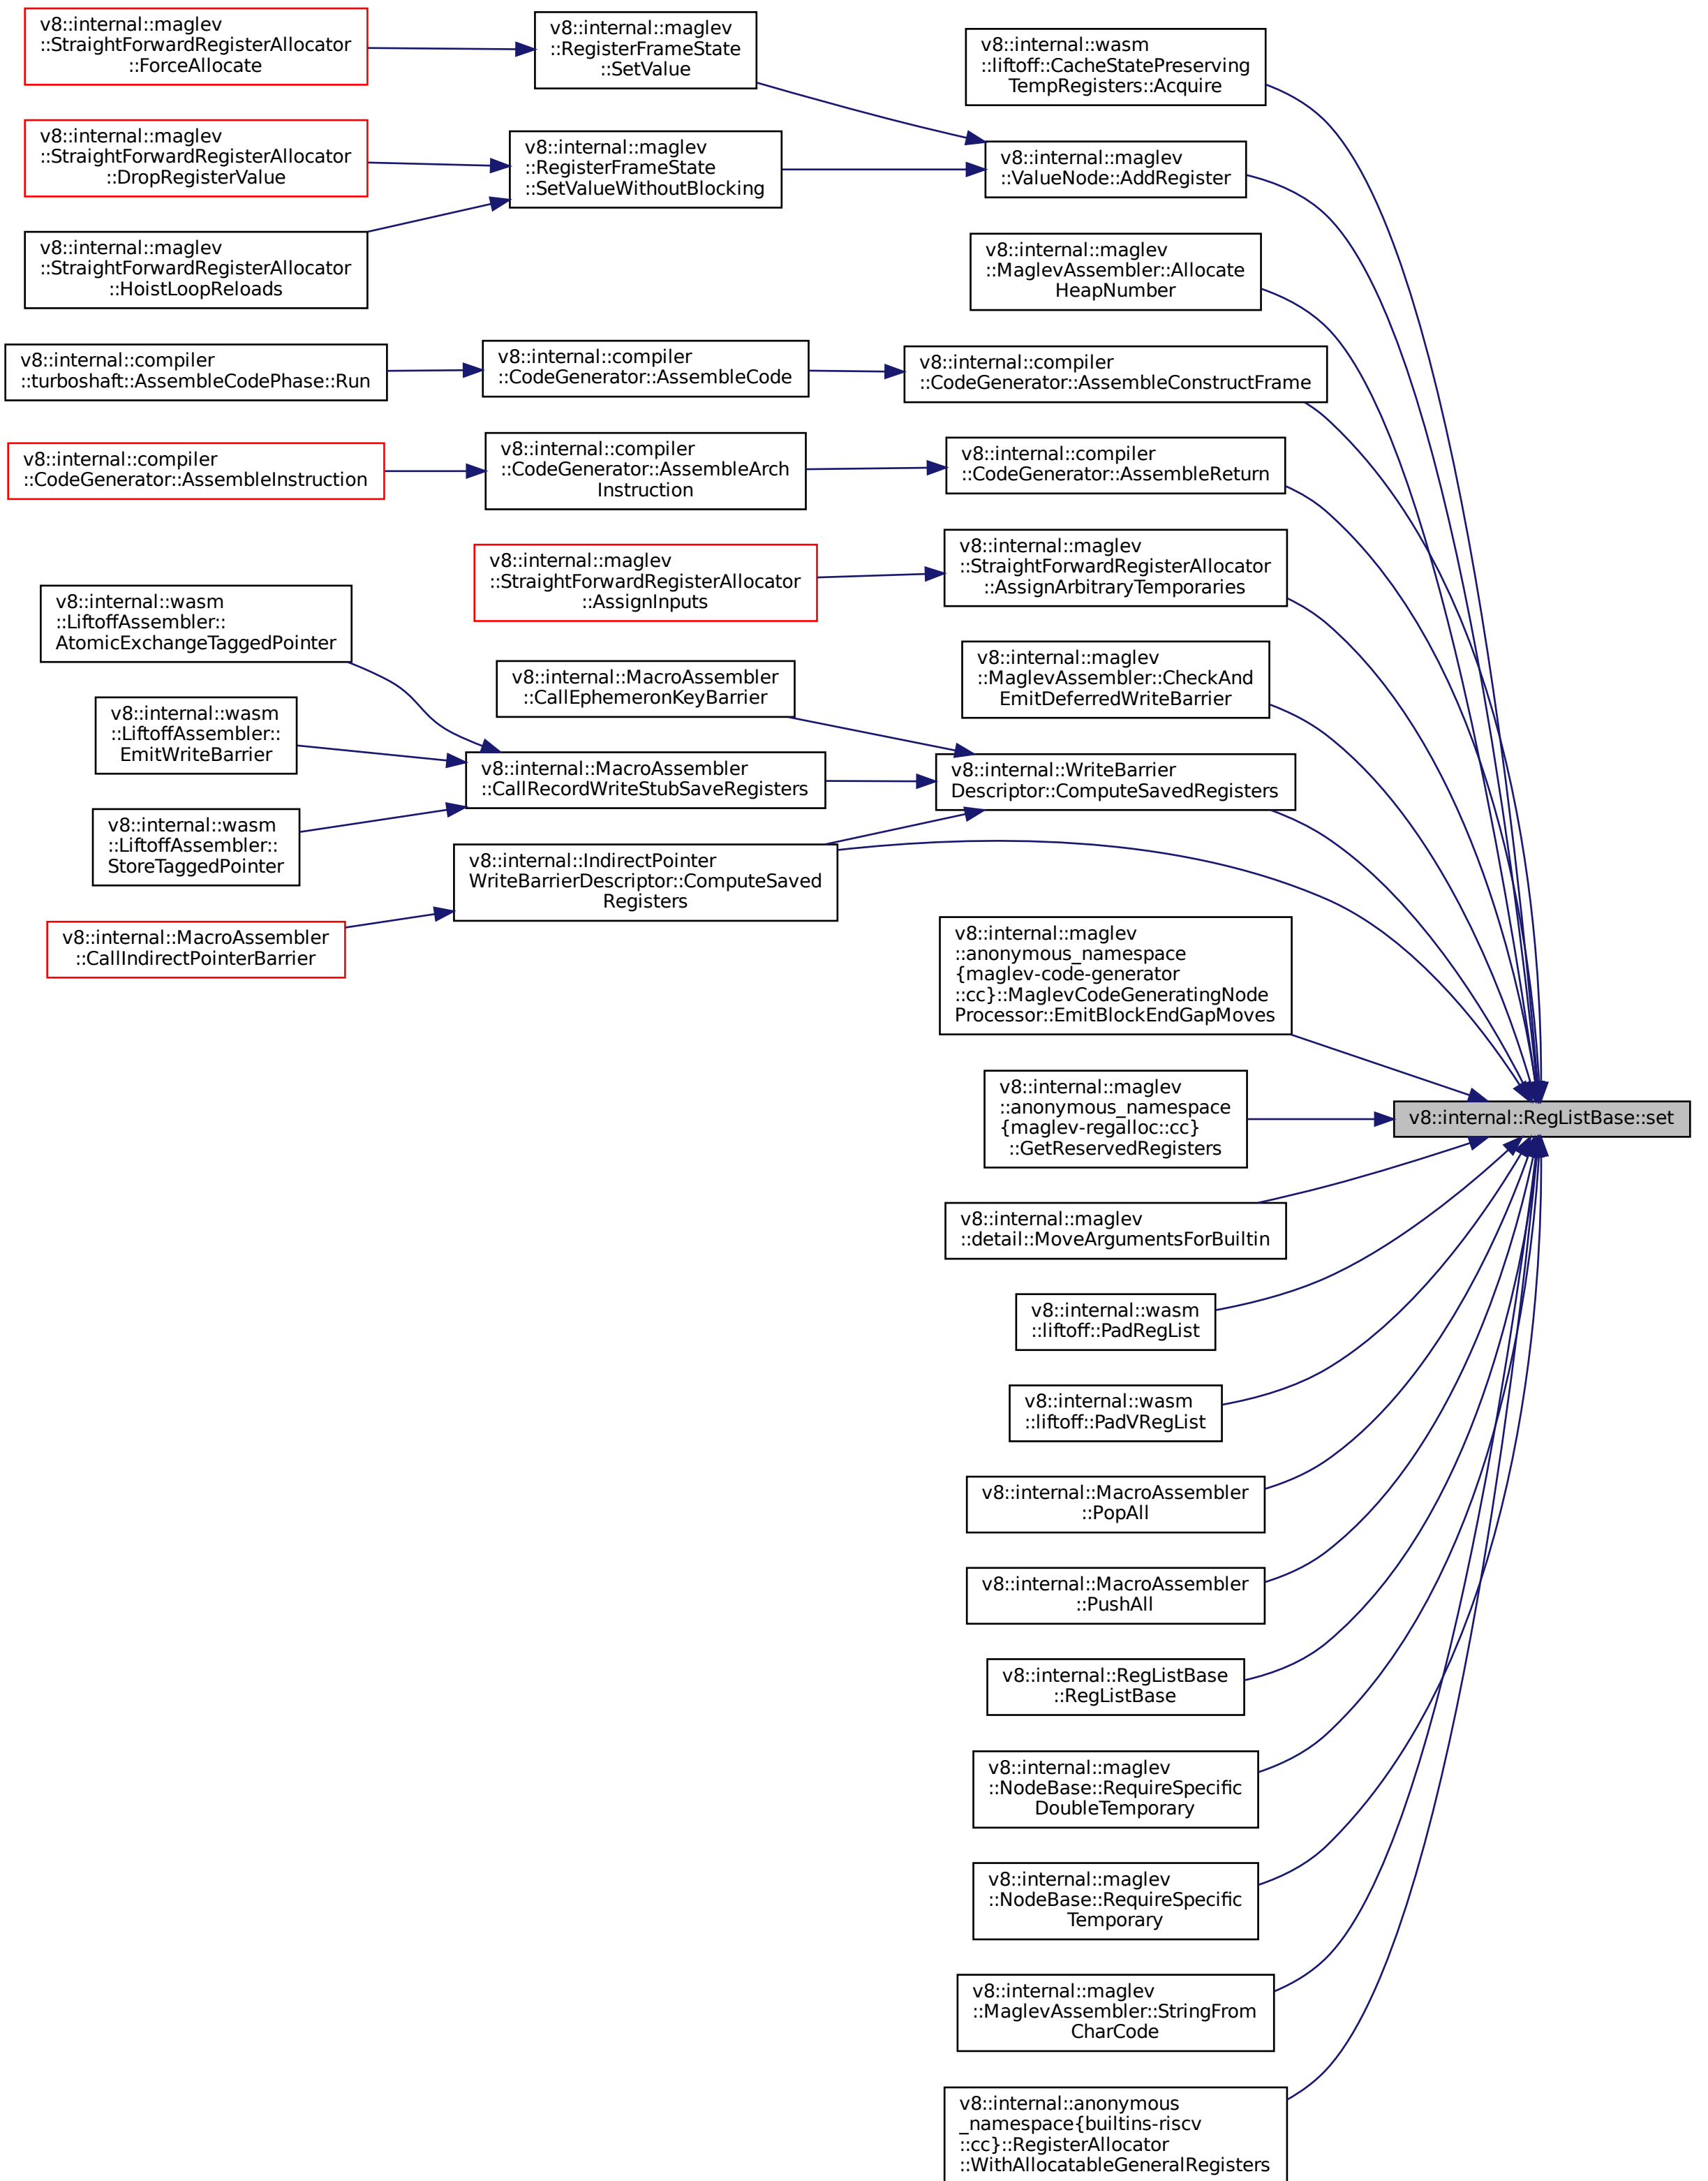 v8::internal::maglev
::StraightForwardRegisterAllocator
::ForceAllocate
v8::internal::maglev
::StraightForwardRegisterAllocator
::DropRegisterValue
v8::internal::maglev
::StraightForwardRegisterAllocator
::HoistLoopReloads
v8::internal::compiler
::turboshaft::AssembleCodePhase::Run
v8::internal::compiler
::CodeGenerator::AssembleInstruction
v8::internal::wasm
::LiftoffAssembler::
AtomicExchangeTaggedPointer
v8::internal::wasm
::LiftoffAssembler::
EmitWriteBarrier
v8::internal::wasm
::LiftoffAssembler::
StoreTaggedPointer
v8::internal::MacroAssembler
::CallIndirectPointerBarrier
v8::internal::maglev
::RegisterFrameState
::SetValue
v8::internal::maglev
::RegisterFrameState
::SetValueWithoutBlocking
v8::internal::compiler
::CodeGenerator::AssembleCode
v8::internal::compiler
::CodeGenerator::AssembleArch
Instruction
v8::internal::maglev
::StraightForwardRegisterAllocator
::AssignInputs
v8::internal::MacroAssembler
::CallEphemeronKeyBarrier
v8::internal::MacroAssembler
::CallRecordWriteStubSaveRegisters
v8::internal::IndirectPointer
WriteBarrierDescriptor::ComputeSaved
Registers
v8::internal::wasm
::liftoff::CacheStatePreserving
TempRegisters::Acquire
v8::internal::maglev
::ValueNode::AddRegister
v8::internal::maglev
::MaglevAssembler::Allocate
HeapNumber
v8::internal::compiler
::CodeGenerator::AssembleConstructFrame
v8::internal::compiler
::CodeGenerator::AssembleReturn
v8::internal::maglev
::StraightForwardRegisterAllocator
::AssignArbitraryTemporaries
v8::internal::maglev
::MaglevAssembler::CheckAnd
EmitDeferredWriteBarrier
v8::internal::WriteBarrier
Descriptor::ComputeSavedRegisters
v8::internal::maglev
::anonymous_namespace
{maglev-code-generator
::cc}::MaglevCodeGeneratingNode
Processor::EmitBlockEndGapMoves
v8::internal::maglev
::anonymous_namespace
{maglev-regalloc::cc}
::GetReservedRegisters
v8::internal::maglev
::detail::MoveArgumentsForBuiltin
v8::internal::wasm
::liftoff::PadRegList
v8::internal::wasm
::liftoff::PadVRegList
v8::internal::MacroAssembler
::PopAll
v8::internal::MacroAssembler
::PushAll
v8::internal::RegListBase
::RegListBase
v8::internal::maglev
::NodeBase::RequireSpecific
DoubleTemporary
v8::internal::maglev
::NodeBase::RequireSpecific
Temporary
v8::internal::maglev
::MaglevAssembler::StringFrom
CharCode
v8::internal::anonymous
_namespace{builtins-riscv
::cc}::RegisterAllocator
::WithAllocatableGeneralRegisters
v8::internal::RegListBase::set